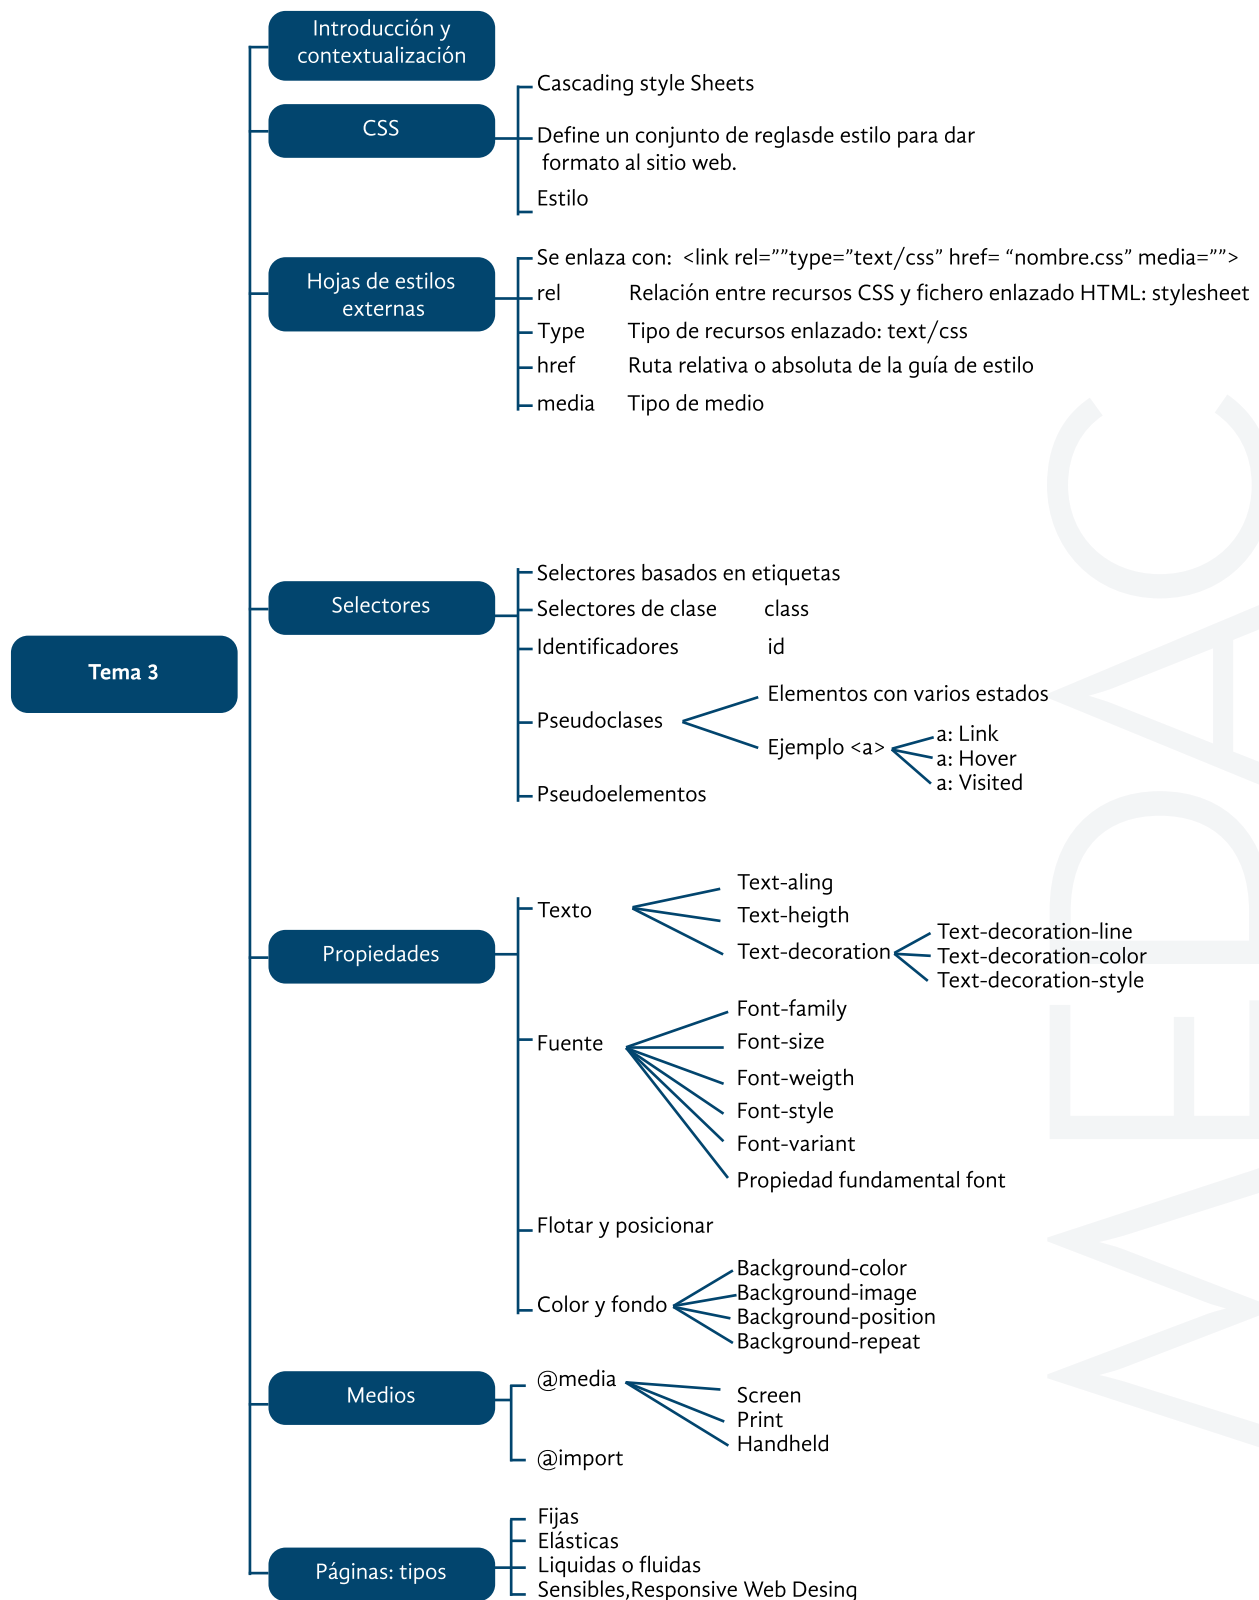 Introducción y
contextualización
Cascading style Sheets
CSS
Define un conjunto de reglasde estilo para dar
formato al sitio web.
Estilo
Hojas de estilos
externas
Se enlaza con: <link rel=””type=”text/css” href= “nombre.css” media=””>
rel Relación entre recursos CSS y fichero enlazado HTML: stylesheet
Type Tipo de recursos enlazado: text/css
href Ruta relativa o absoluta de la guía de estilo
media Tipo de medio
Tema 3
Selectores
Selectores basados en etiquetas
Selectores de clase class
Identificadores id
Pseudoclases
Elementos con varios estados
Ejemplo <a>
a: Link
a: Hover
a: Visited
Pseudoelementos
Propiedades
Texto
Text-aling
Text-heigth
Text-decoration
Text-decoration-line
Text-decoration-color
Text-decoration-style
Fuente
Font-family
Font-size
Font-weigth
Font-style
Font-variant
Propiedad fundamental font
Flotar y posicionar
Color y fondo
Background-color
Background-image
Background-position
Background-repeat
Medios
@media
Screen
Print
Handheld
@import
Páginas: tipos
Fijas
Elásticas
Liquidas o fluidas
Sensibles,Responsive Web Desing
MEDAC